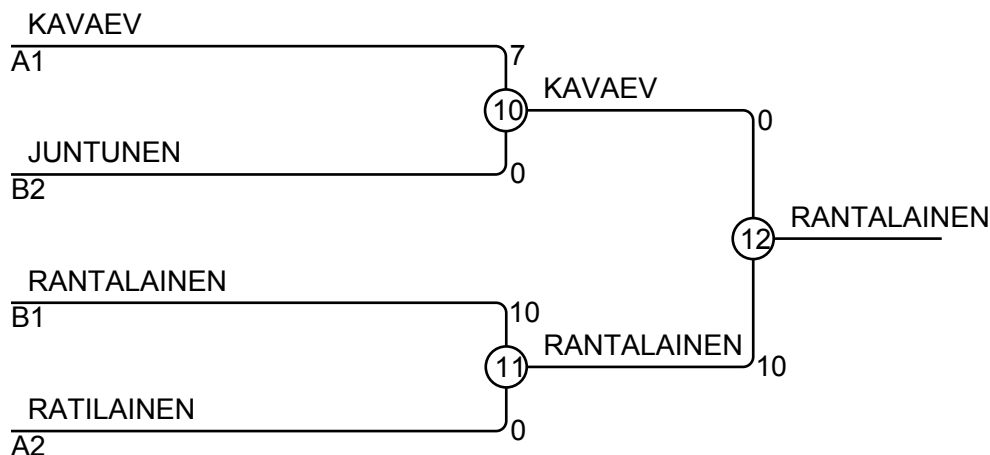 KAVAEV
A1
7
10
KAVAEV
0
JUNTUNEN
B2
0
12
RANTALAINEN
RANTALAINEN
B1
10
11
RANTALAINEN
10
RATILAINEN
A2
0